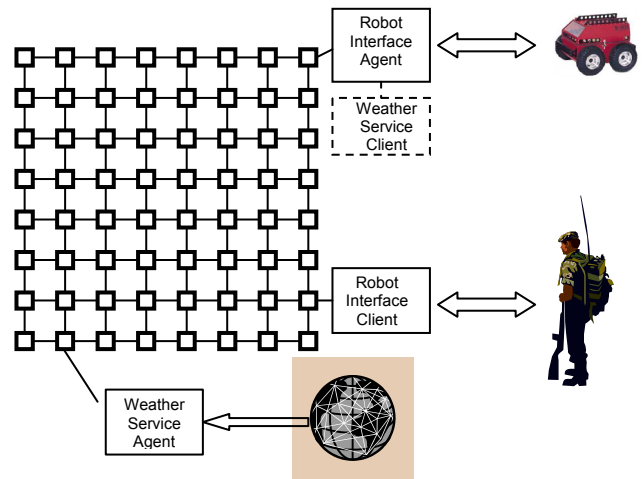 Robot
Interface
Agent
Weather
Service
Client
Robot
Interface
Client
Weather
Service
Agent